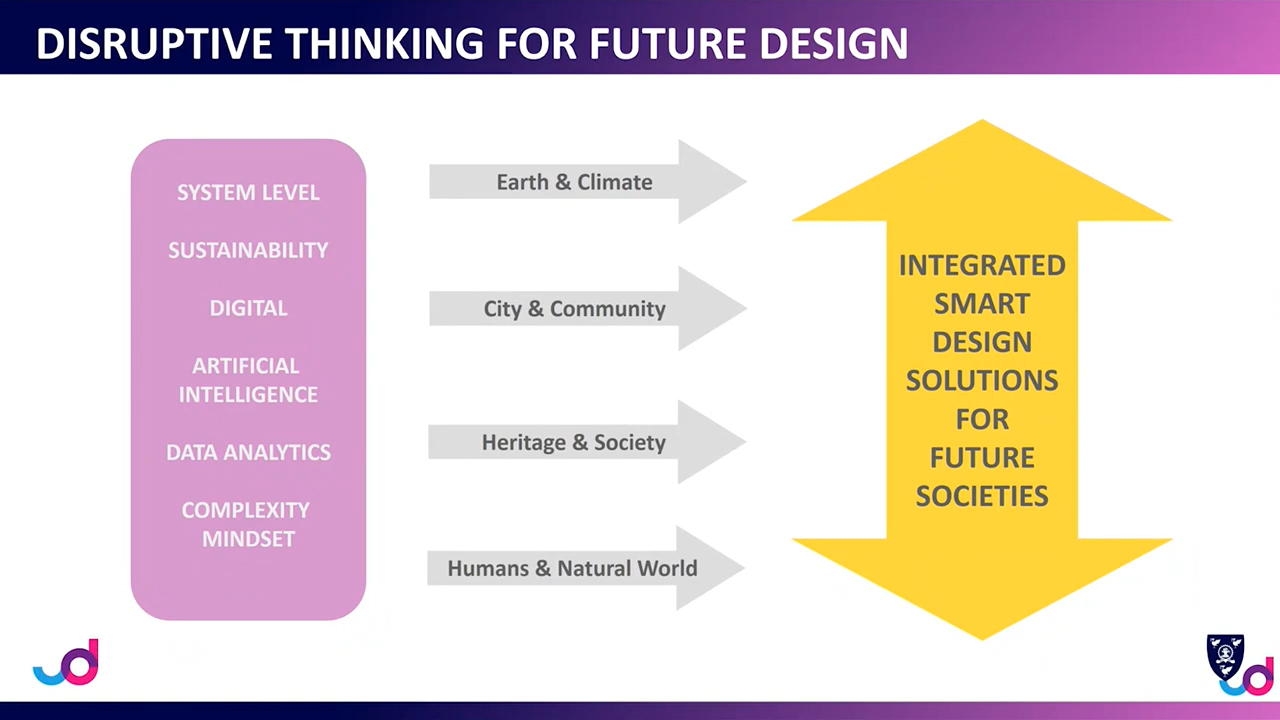 DISRUPTIVE THINKING FOR FUTURE DESIGN
SYSTEM LEVEL
SUSTAINABILITY
DIGITAL
ARTIFICIAL
INTELLIGENCE
DATA ANALYTICS
COMPLEXITY
MINDSET
Earth & Climate
City & Community
Heritage & Society
Humans & Natural World
INTEGRATED
SMART
DESIGN
SOLUTIONS
FOR
FUTURE
SOCIETIES